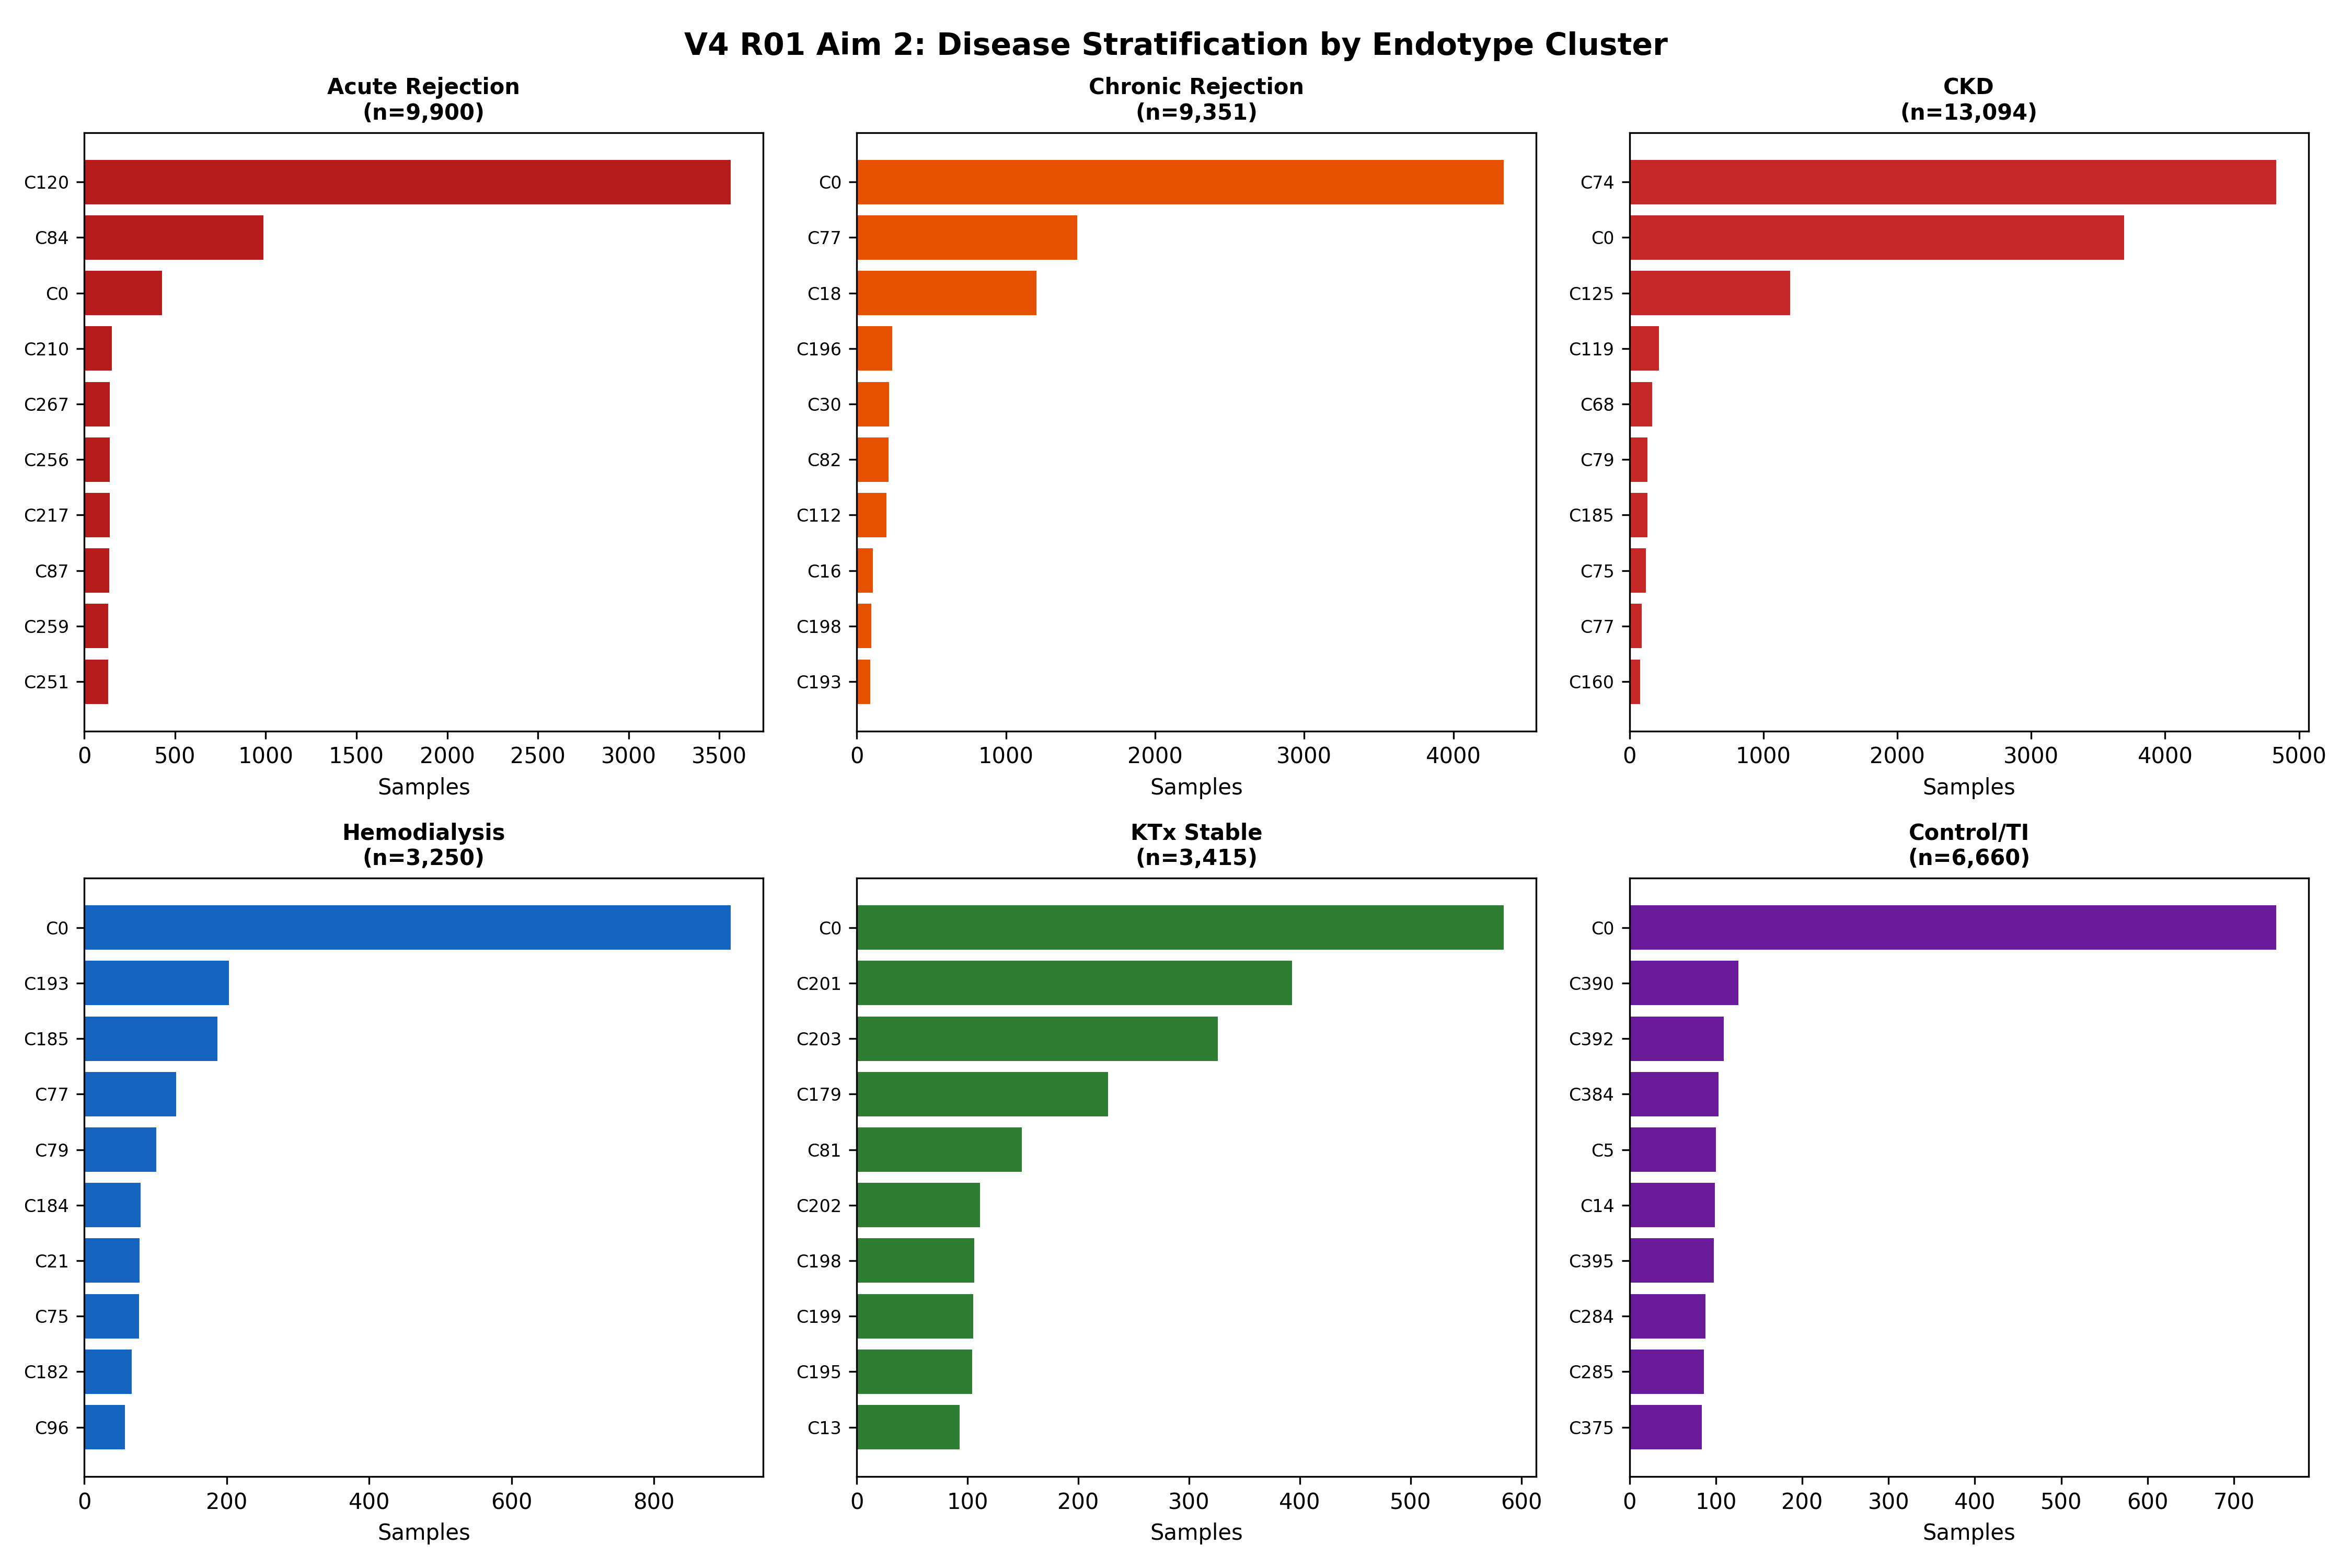 V4 R01 Aim 2: Disease Stratification by Endotype Cluster
Acute Rejection
(n=9,900)
C120
C84
C0
C210
C267
C256
C217
C87
C259
C251
0 500 1000 1500 2000 2500 3000 3500
Samples
Chronic Rejection
(n=9,351)
C0
C77
C18
C196
C30
C82
C112
C16
C198
C193
0 1000 2000 3000 4000
Samples
CKD
(n=13,094)
C74
C0
C125
C119
C68
C79
C185
C75
C77
C160
0 1000 2000 3000 4000 5000
Samples
Hemodialysis
(n=3,250)
C0
C193
C185
C77
C79
C184
C21
C75
C182
C96
0 200 400 600 800
Samples
KTx Stable
(n=3,415)
C0
C201
C203
C179
C81
C202
C198
C199
C195
C13
0 100 200 300 400 500 600
Samples
Control/TI
(n=6,660)
C0
C390
C392
C384
C5
C14
C395
C284
C285
C375
0 100 200 300 400 500 600 700
Samples